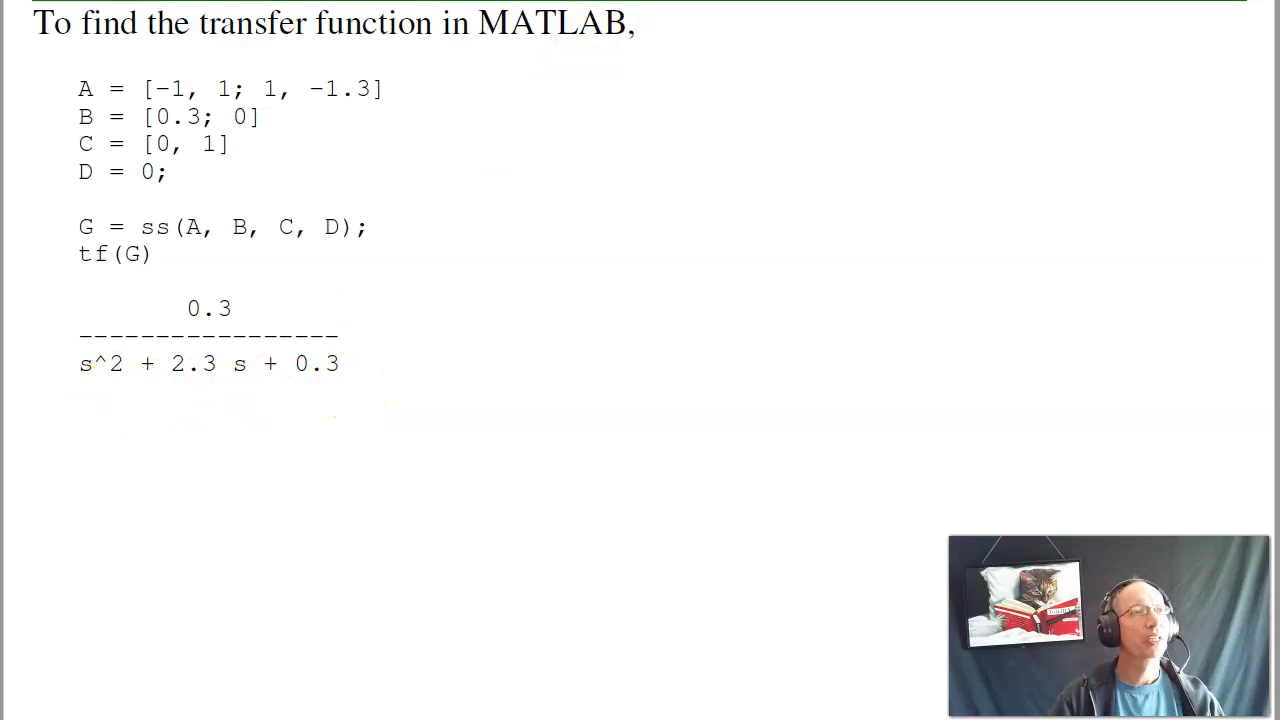 To find the transfer function in MATLAB,
A = [-1, 1; 1, -1.3]
B = [0.3; 0]
C = [0, 1]
D = 0;
G = ss(A, B, C, D);
tf(G)
0.3
-----------------
s^2 + 2.3 s + 0.3